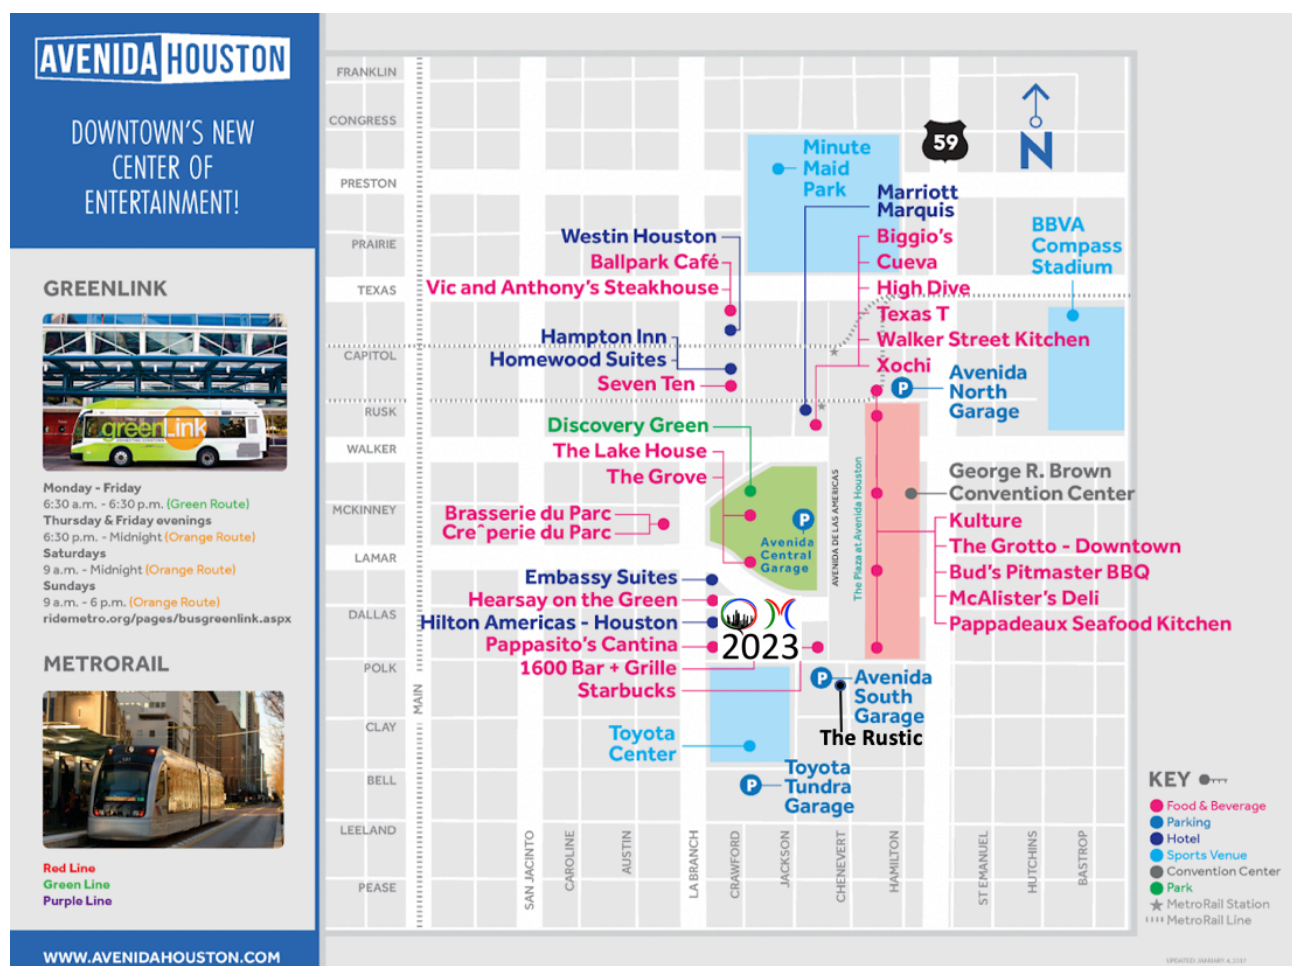 AVENIDA HOUSTON
DOWNTOWN'S NEW
CENTER OF
ENTERTAINMENT!
GREENLINK
greenLink
Monday - Friday
6:30 a.m. - 6:30 p.m. (Green Route)
Thursday & Friday evenings
6:30 p.m. - Midnight (Orange Route)
Saturdays
9 a.m. - Midnight (Orange Route)
Sundays
9 a.m. - 6 p.m. (Orange Route)
ridemetro.org/pages/busgreenlink.aspx
METRORAIL
Red Line
Green Line
Purple Line
WWW.AVENIDAHOUSTON.COM
FRANKLIN
CONGRESS
PRESTON
PRAIRIE
TEXAS
CAPITOL
RUSK
WALKER
MCKINNEY
LAMAR
DALLAS
POLK
CLAY
BELL
LEELAND
PEASE
MAIN
SAN JACINTO
CAROLINE
AUSTIN
LA BRANCH
CRAWFORD
JACKSON
CHENEVERT
HAMILTON
ST EMANUEL
HUTCHINS
BASTROP
59
N
Minute
Maid
Park
Marriott
Marquis
Biggio's
Cueva
High Dive
Texas T
Walker Street Kitchen
Xochi
BBVA
Compass
Stadium
Westin Houston
Ballpark Café
Vic and Anthony's Steakhouse
Hampton Inn
Homewood Suites
Seven Ten
P
Avenida
North
Garage
Discovery Green
The Lake House
The Grove
Brasserie du Parc
Creˆperie du Parc
P
Avenida
Central
Garage
AVENIDA DE LAS AMERICAS
The Plaza at Avenida Houston
George R. Brown
Convention Center
Kulture
The Grotto - Downtown
Bud's Pitmaster BBQ
McAlister's Deli
Pappadeaux Seafood Kitchen
Embassy Suites
Hearsay on the Green
Hilton Americas - Houston
Pappasito's Cantina
1600 Bar + Grille
Starbucks
2023
P
Avenida
South
Garage
The Rustic
Toyota
Center
P
Toyota
Tundra
Garage
KEY
Food & Beverage
Parking
Hotel
Sports Venue
Convention Center
Park
MetroRail Station
MetroRail Line